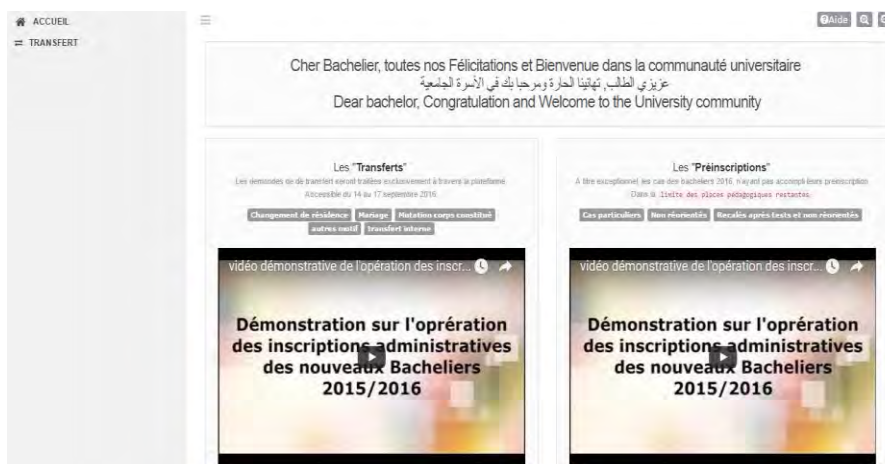 ACCUEIL
TRANSFERT
Aide
Cher Bachelier, toutes nos Félicitations et Bienvenue dans la communauté universitaire
عزيزي الطالب, تهانينا الحارة ومرحبا بك في الأسرة الجامعية
Dear bachelor, Congratulation and Welcome to the University community
Les "Transferts"
Les demandes de de transfert seront traitées exclusivement à travers la plateforme
Accessible du 14 au 17 septembre 2016
Changement de résidence Mariage Mutation corps constitué
autres motif transfert interne
vidéo démonstrative de l'opération des inscr...
Démonstration sur l'oprération
des inscriptions administratives
des nouveaux Bacheliers
2015/2016
Les "Préinscriptions"
A titre exceptionnel, les cas des bacheliers 2016, n'ayant pas accompli leurs préinscription
Dans la limite des places pédagogiques restantes
Cas particuliers Non réorientés Recalés après tests et non réorientés
vidéo démonstrative de l'opération des inscr...
Démonstration sur l'oprération
des inscriptions administratives
des nouveaux Bacheliers
2015/2016